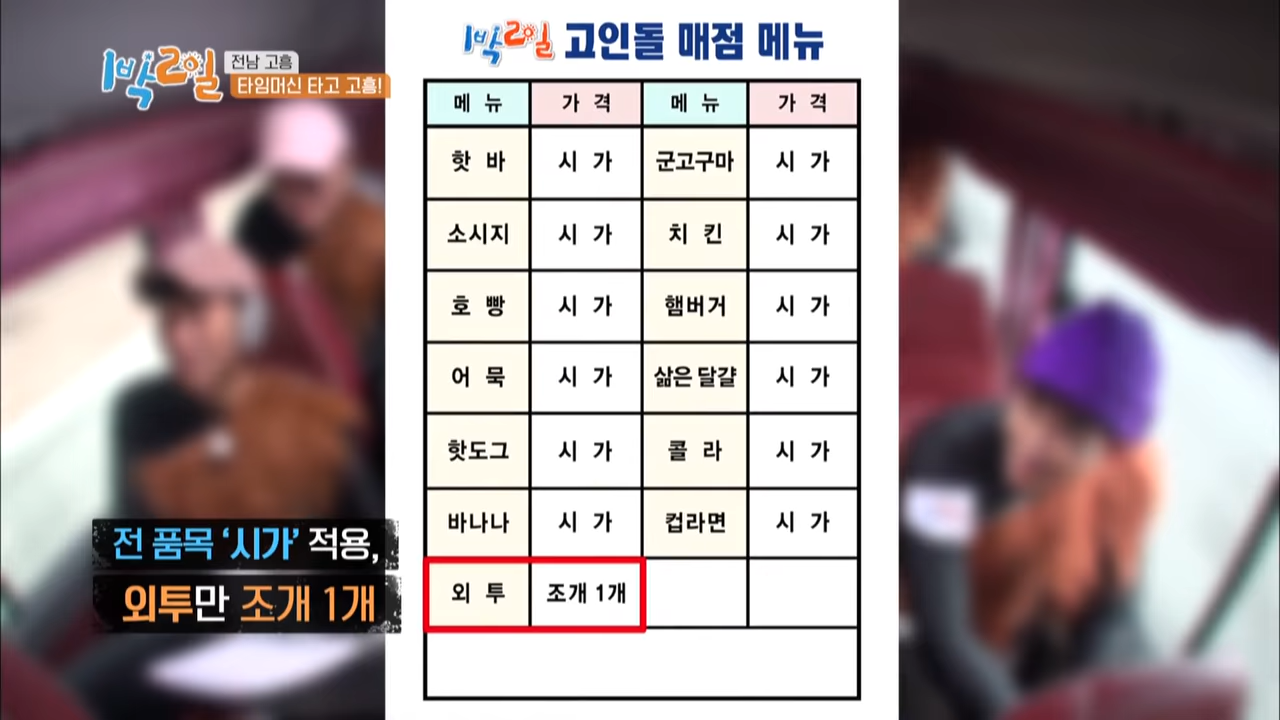 1박2일 전남 고흥
타임머신 타고 고흥!
1박2일 고인돌 매점 메뉴
메 뉴 가 격 메 뉴 가 격
핫 바 시 가 군고구마 시 가
소시지 시 가 치 킨 시 가
호 빵 시 가 햄버거 시 가
어 묵 시 가 삶은 달걀 시 가
핫도그 시 가 콜 라 시 가
바나나 시 가 컵라면 시 가
외 투 조개 1개
전 품목 ‘시가’ 적용,
외투만 조개 1개